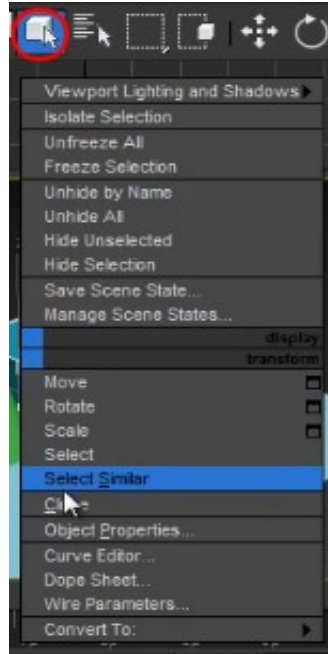 Viewport Lighting and Shadows
Isolate Selection
Unfreeze All
Freeze Selection
Unhide by Name
Unhide All
Hide Unselected
Hide Selection
Save Scene State...
Manage Scene States...
display
transform
Move
Rotate
Scale
Select
Select Similar
Object Properties...
Curve Editor...
Dope Sheet...
Wire Parameters...
Convert To: